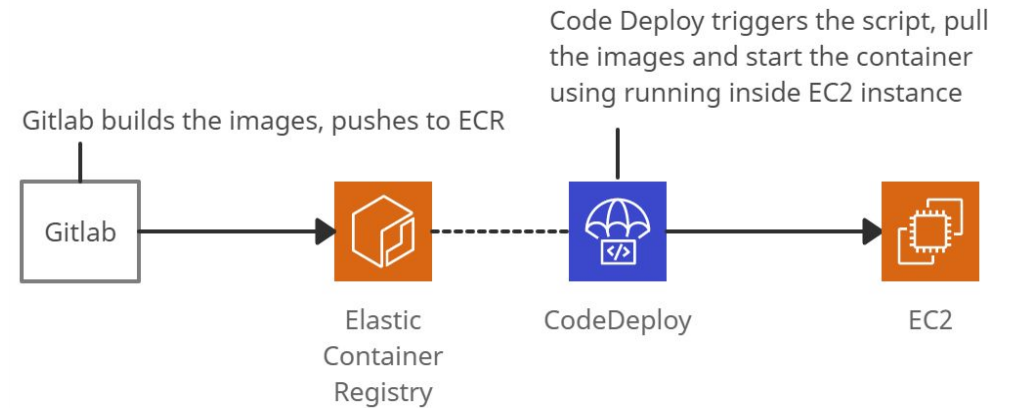 Code Deploy triggers the script, pull
the images and start the container
using running inside EC2 instance
Gitlab builds the images, pushes to ECR
Gitlab
</>
Elastic
Container
Registry
CodeDeploy
EC2